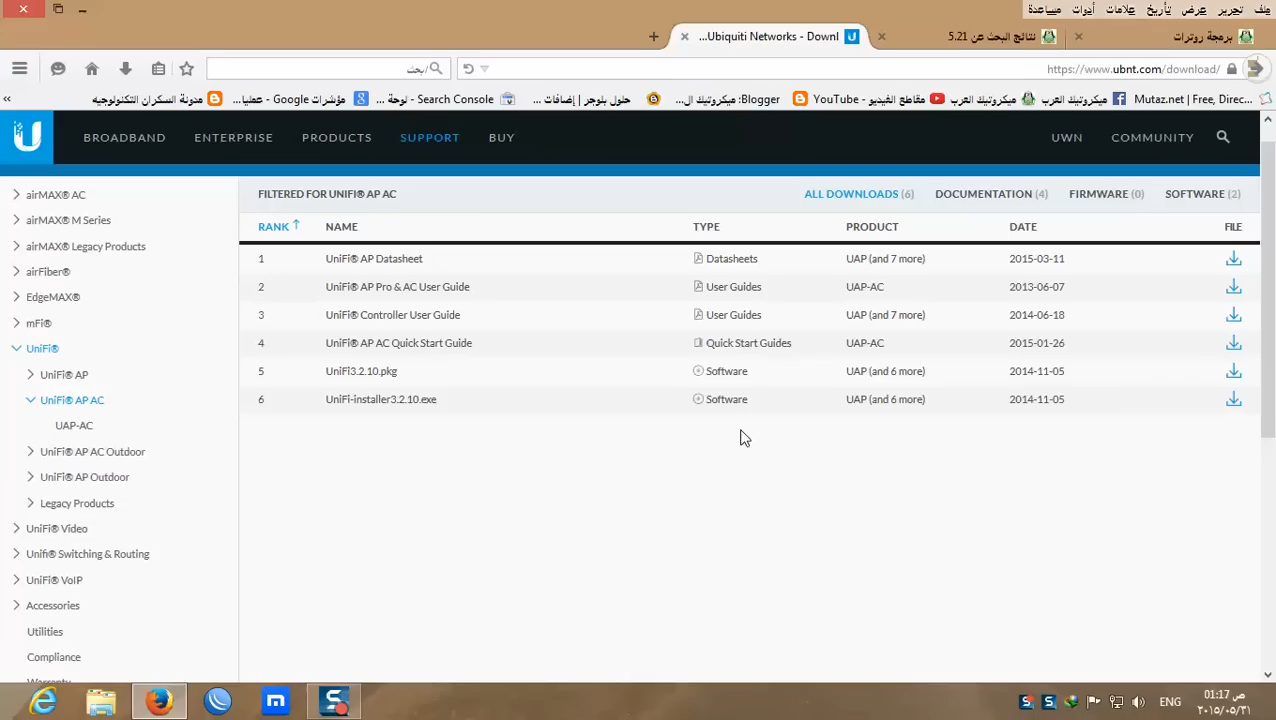 ملف تحرير عرض تأريخ علامات أدوات مساعدة
برمجة روترات
نتائج البحث عن 5.21
Ubiquiti Networks - Downl...
https://www.ubnt.com/download/
بحث
Mutaz.net | Free, Direc...
ميكروتيك العرب
ميكروتيك العرب
مقاطع الفيديو - YouTube
Blogger: ميكروتيك ال...
حلول بلوجر | إضافات ...
Search Console - لوحة ...
مؤشرات Google - عمليا...
مدونة السكران التكنولوجيه
«
U
BROADBAND ENTERPRISE PRODUCTS SUPPORT BUY UWN COMMUNITY
airMAX® AC
airMAX® M Series
airMAX® Legacy Products
airFiber®
EdgeMAX®
mFi®
UniFi®
UniFi® AP
UniFi® AP AC
UAP-AC
UniFi® AP AC Outdoor
UniFi® AP Outdoor
Legacy Products
UniFi® Video
Unifi® Switching & Routing
UniFi® VoIP
Accessories
Utilities
Compliance
Warranty
FILTERED FOR UNIFI® AP AC ALL DOWNLOADS (6) DOCUMENTATION (4) FIRMWARE (0) SOFTWARE (2)
RANK NAME TYPE PRODUCT DATE FILE
1 UniFi® AP Datasheet Datasheets UAP (and 7 more) 2015-03-11
2 UniFi® AP Pro & AC User Guide User Guides UAP-AC 2013-06-07
3 UniFi® Controller User Guide User Guides UAP (and 7 more) 2014-06-18
4 UniFi® AP AC Quick Start Guide Quick Start Guides UAP-AC 2015-01-26
5 UniFi3.2.10.pkg Software UAP (and 6 more) 2014-11-05
6 UniFi-installer3.2.10.exe Software UAP (and 6 more) 2014-11-05
ENG
01:17 ص
٢٠١٥/٠٥/٣١